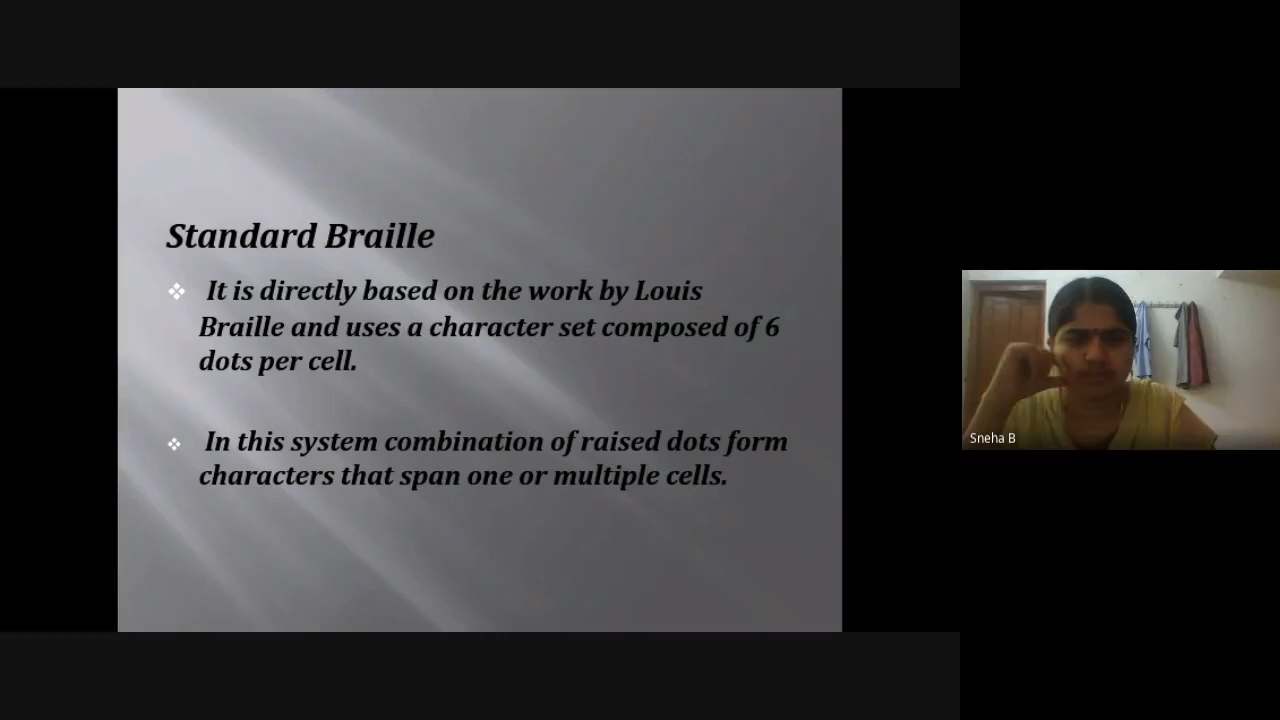 Standard Braille
It is directly based on the work by Louis
Braille and uses a character set composed of 6
dots per cell.
In this system combination of raised dots form
characters that span one or multiple cells.
Sneha B